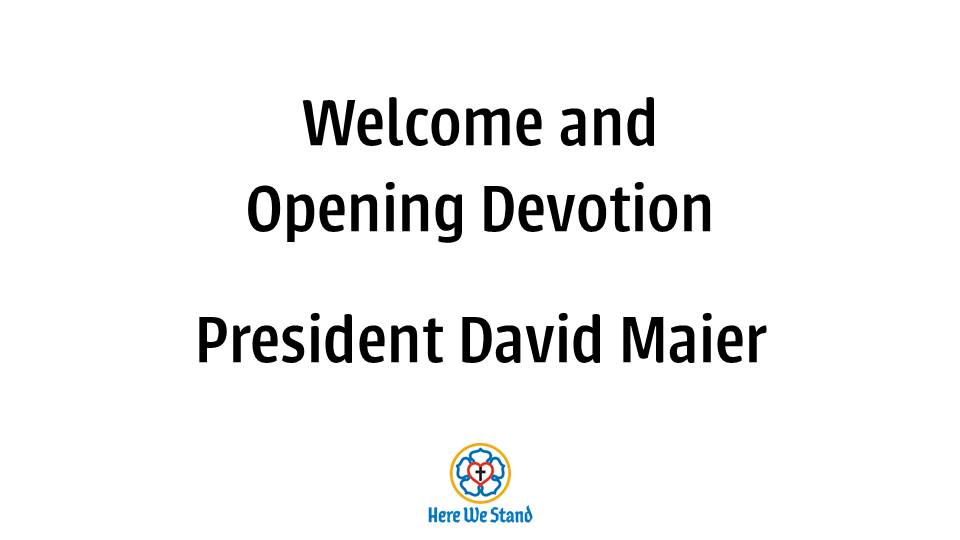 Welcome and
Opening Devotion
President David Maier
Here We Stand